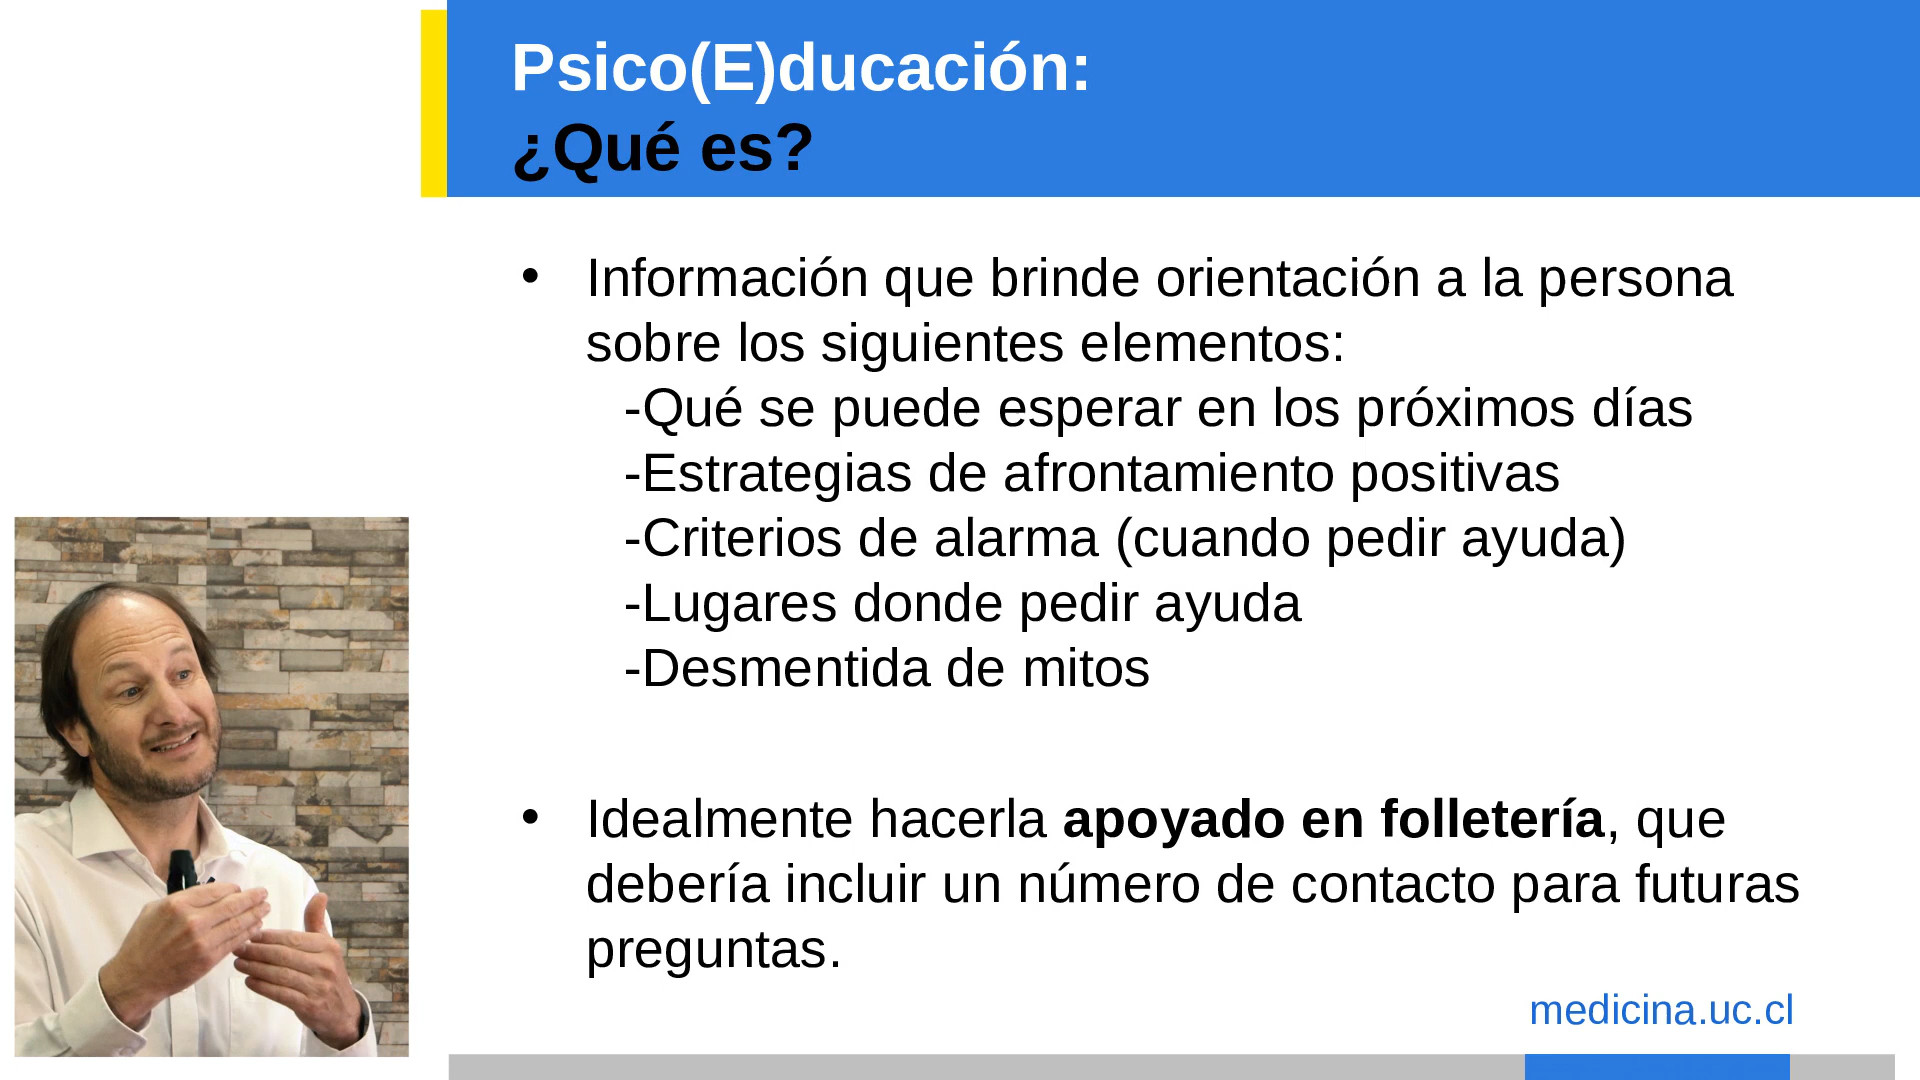 Psico(E)ducación:
¿Qué es?
• Información que brinde orientación a la persona
sobre los siguientes elementos:
-Qué se puede esperar en los próximos días
-Estrategias de afrontamiento positivas
-Criterios de alarma (cuando pedir ayuda)
-Lugares donde pedir ayuda
-Desmentida de mitos
• Idealmente hacerla apoyado en folletería, que
debería incluir un número de contacto para futuras
preguntas.
medicina.uc.cl